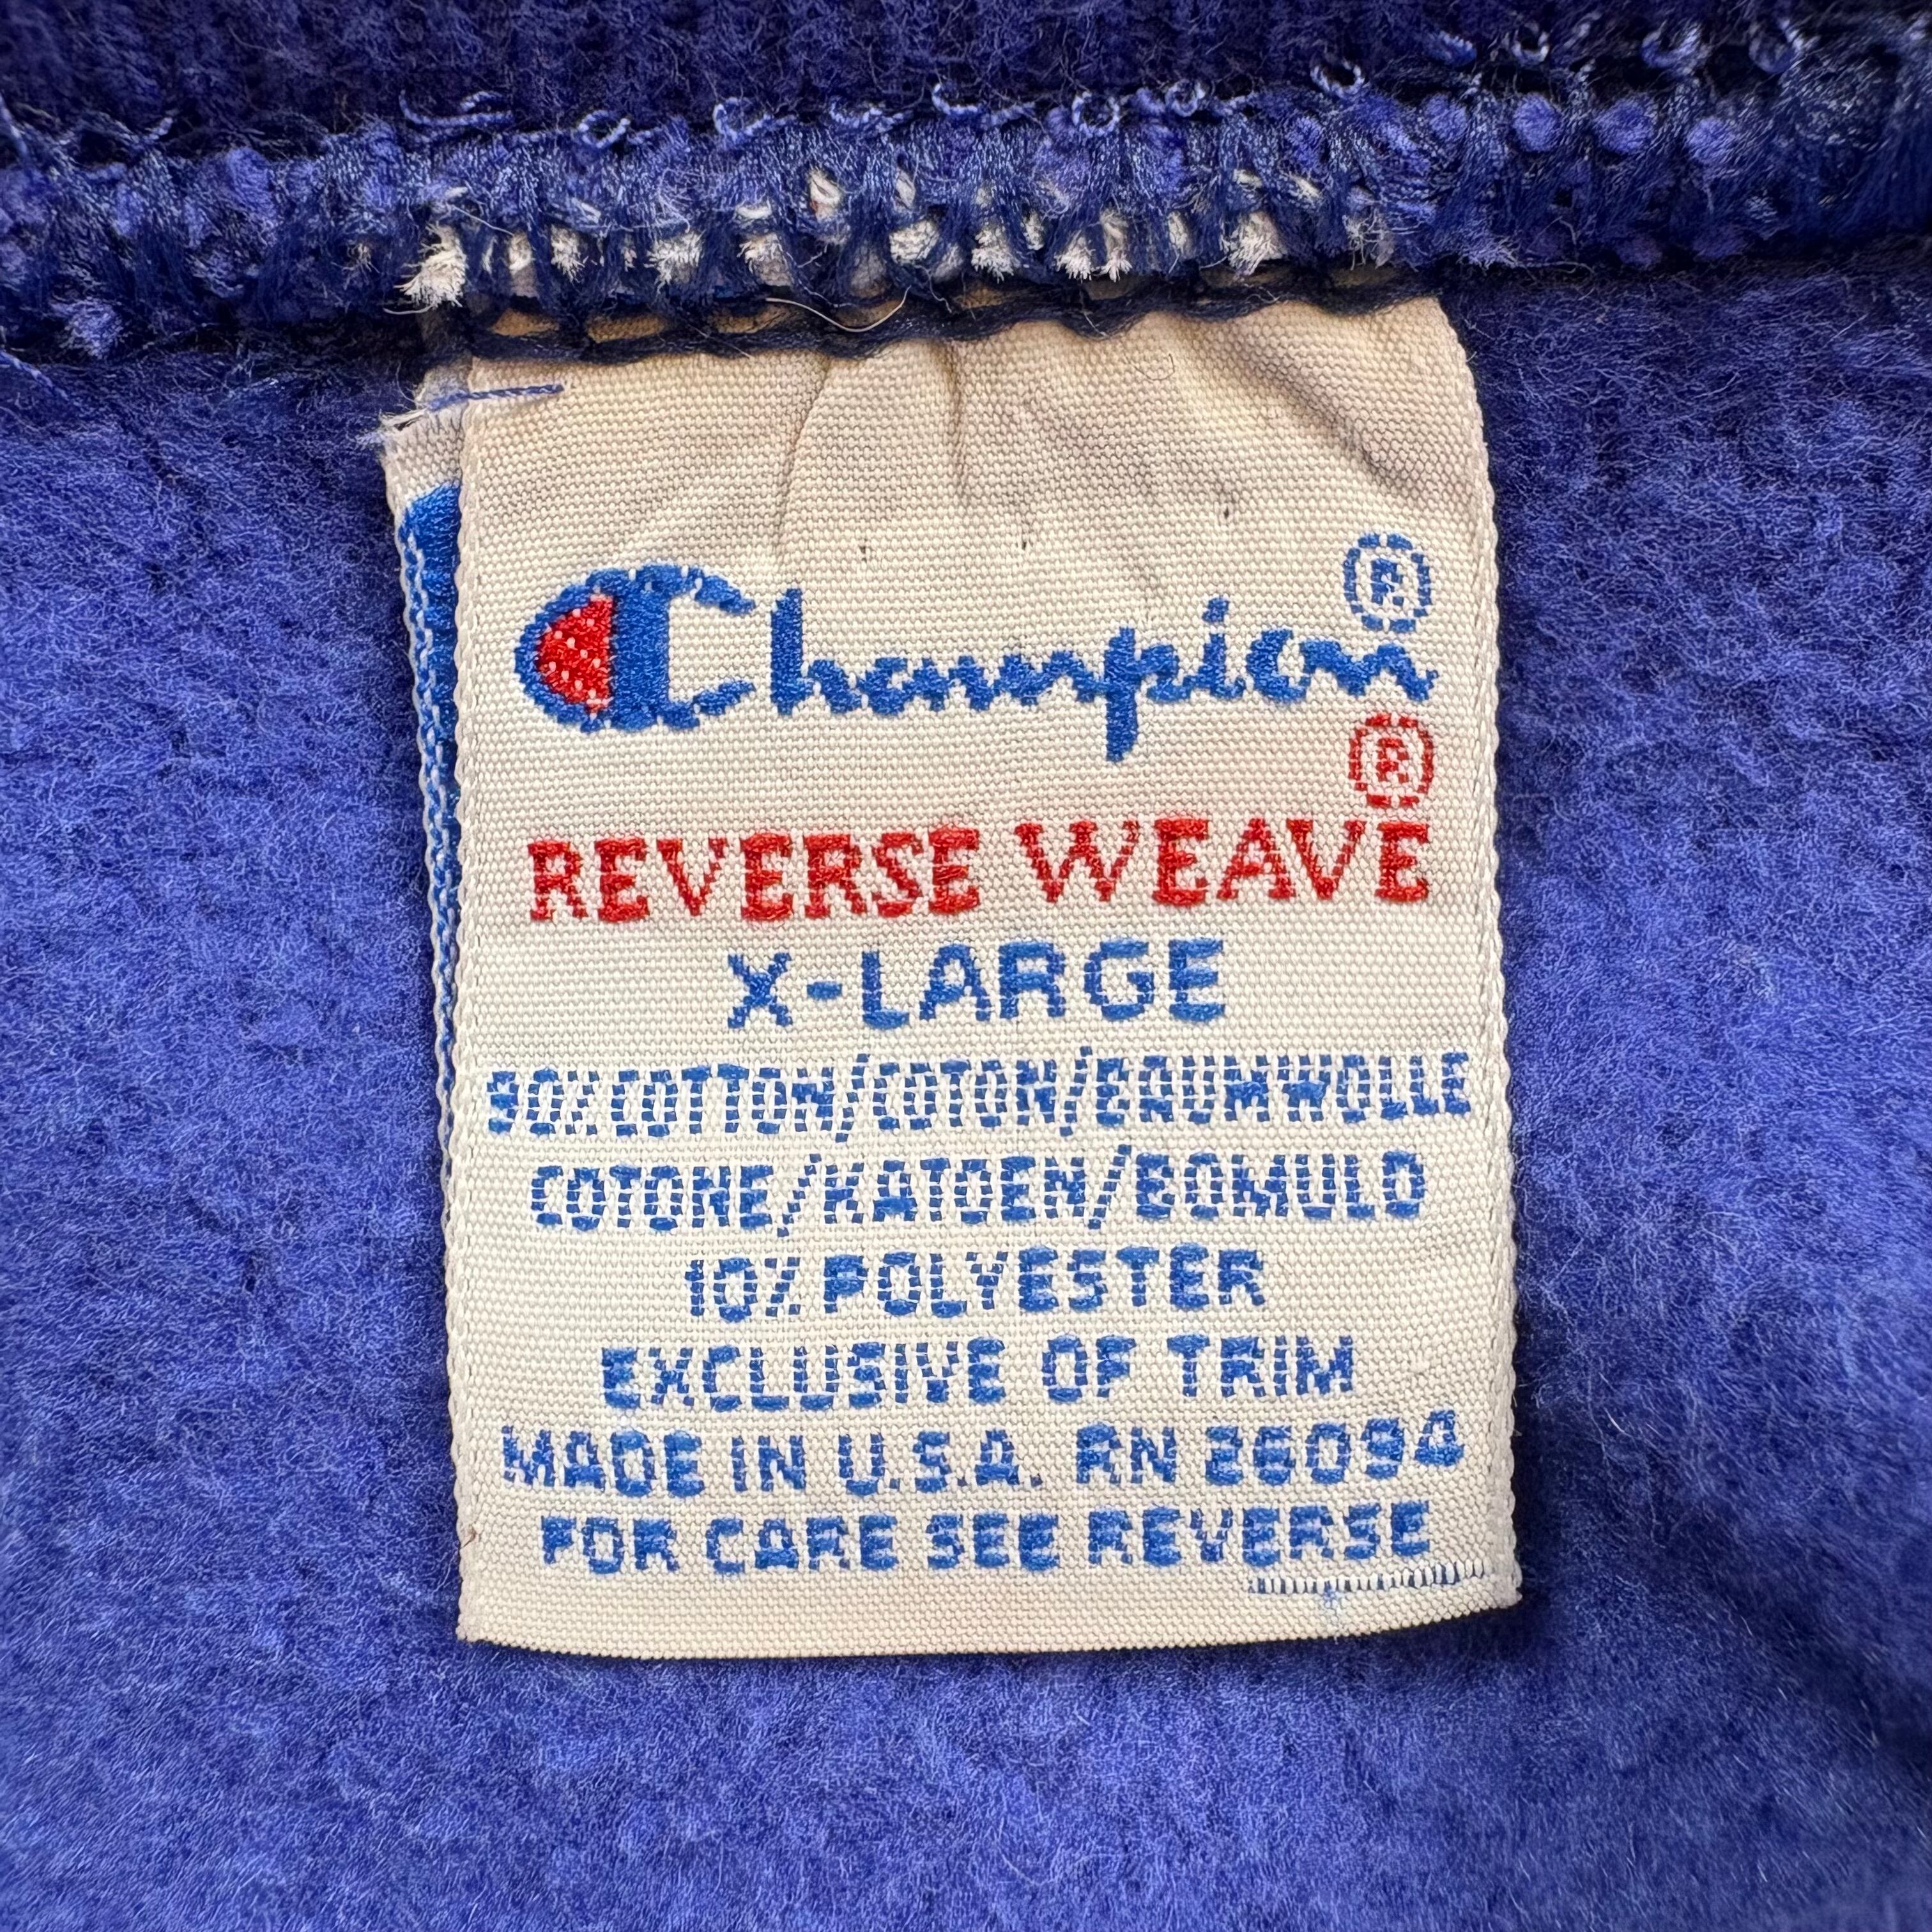 Champion®
®
REVERSE WEAVE
X-LARGE
90% COTTON/COTON/BAUMWOLLE
COTONE/KATOEN/BOMULD
10% POLYESTER
EXCLUSIVE OF TRIM
MADE IN U.S.A. RN 26094
FOR CARE SEE REVERSE